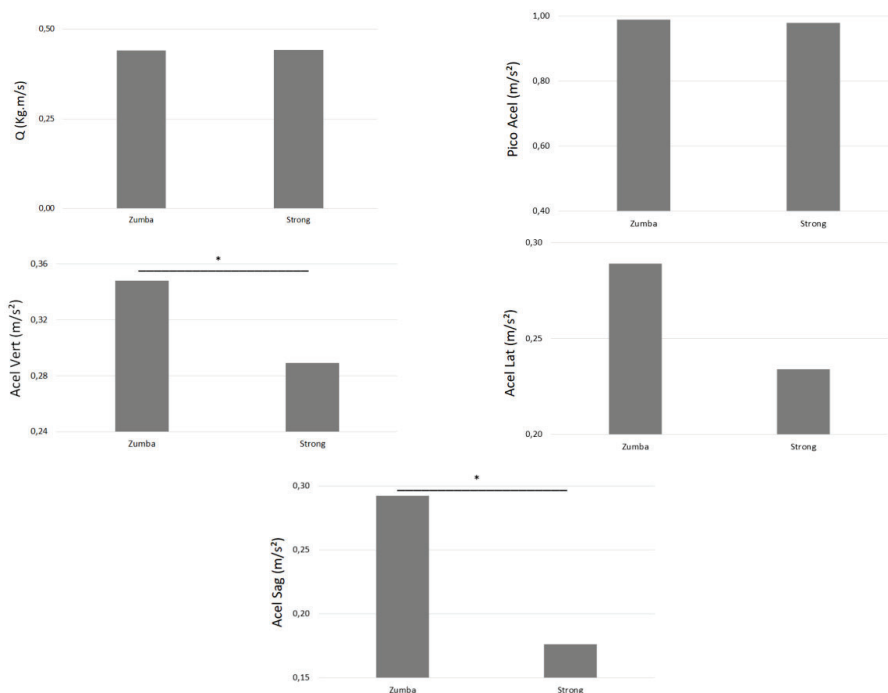 Q (Kg.m/s)
0,50
0,25
0,00
Zumba
Strong
Pico Acel (m/s²)
1,00
0,80
0,60
0,40
Zumba
Strong
Acel Vert (m/s²)
0,36
0,32
0,28
0,24
*
Zumba
Strong
Acel Lat (m/s²)
0,30
0,25
0,20
Zumba
Strong
Acel Sag (m/s²)
0,30
0,25
0,20
0,15
*
Zumba
Strong